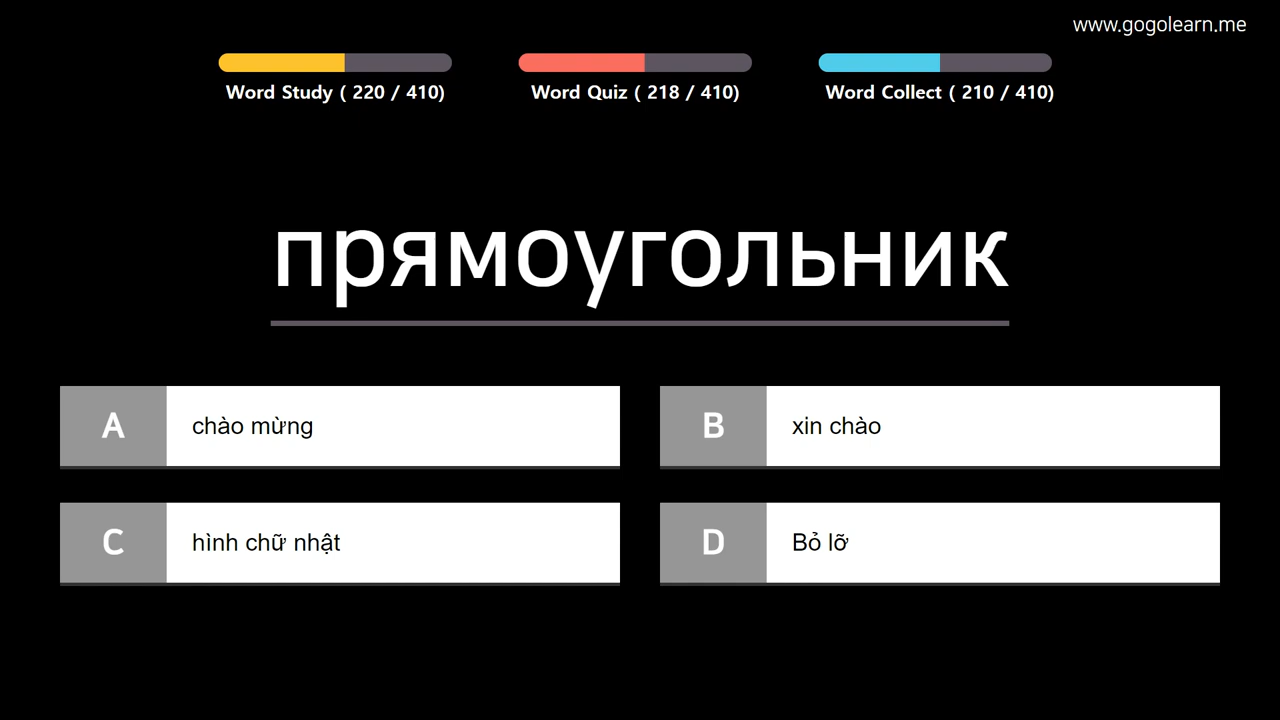 www.gogolearn.me
Word Study ( 220 / 410)
Word Quiz ( 218 / 410)
Word Collect ( 210 / 410)
прямоугольник
A chào mừng
B xin chào
C hình chữ nhật
D Bỏ lỡ